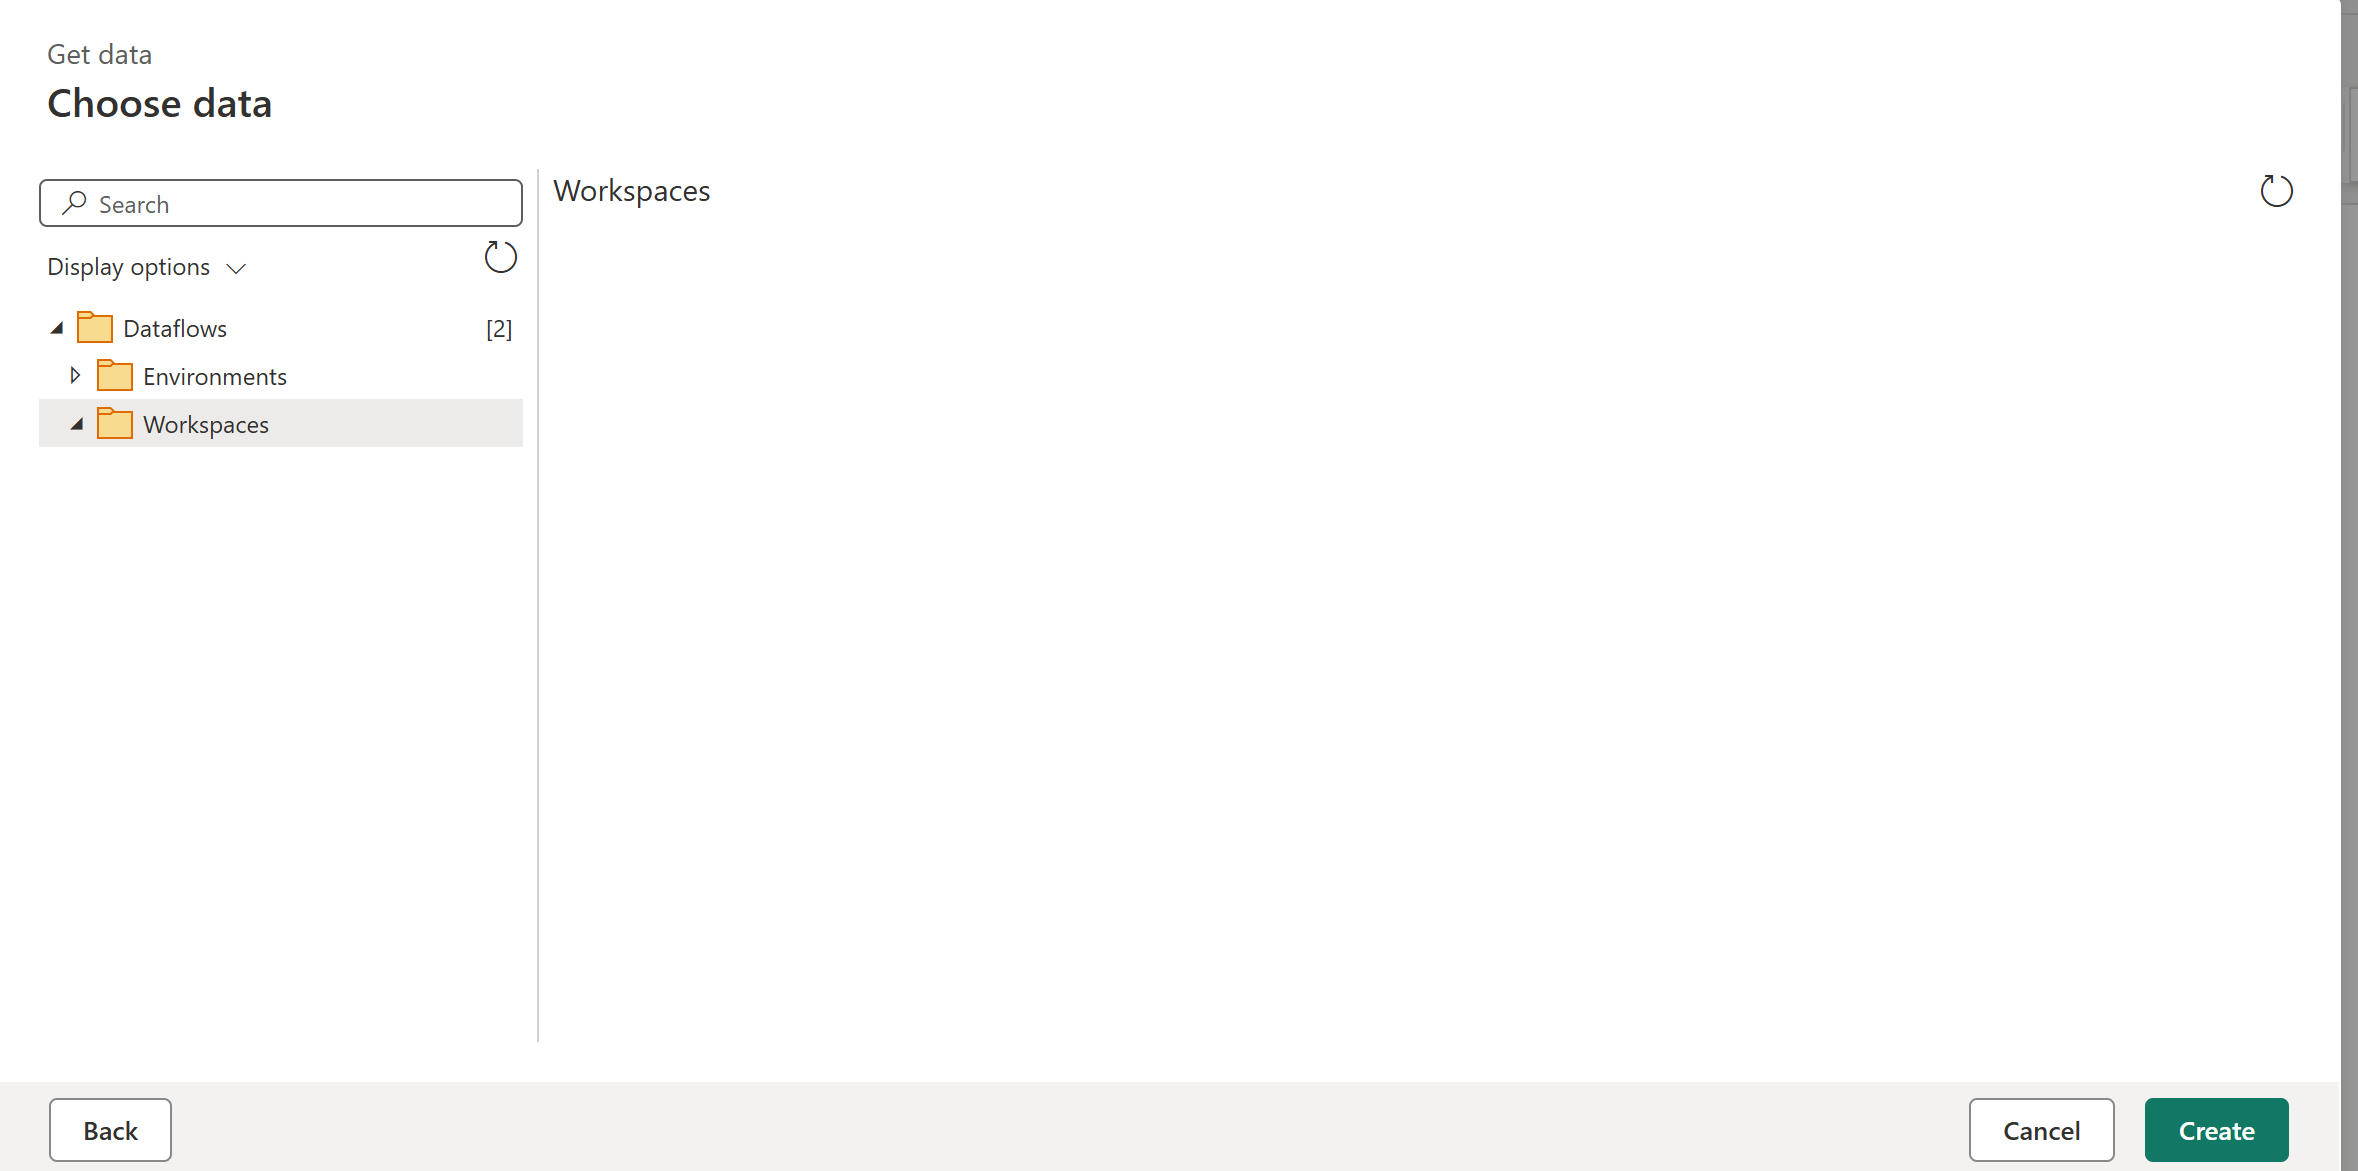 Get data
Choose data
Search
Display options
Dataflows [2]
Environments
Workspaces
Workspaces
Back
Cancel
Create